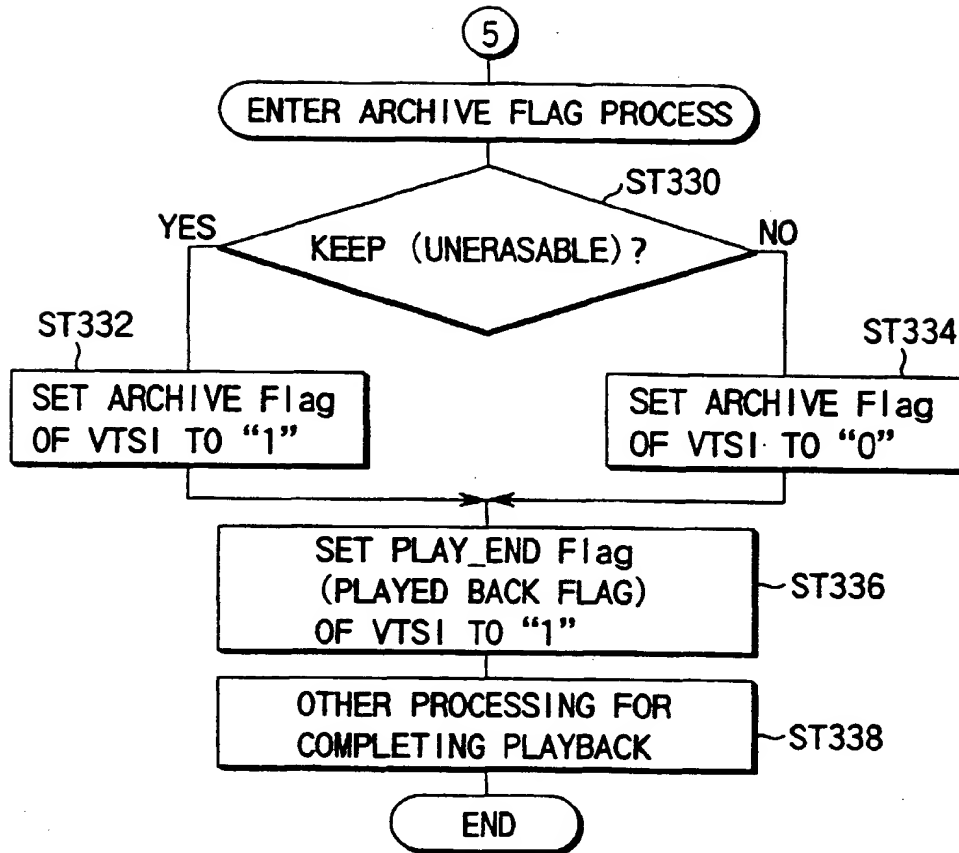 5
ENTER ARCHIVE FLAG PROCESS
ST330
YES
KEEP (UNERASABLE)?
NO
ST332
ST334
SET ARCHIVE Flag
OF VTSI TO “1”
SET ARCHIVE Flag
OF VTSI TO “0”
SET PLAY_END Flag
(PLAYED BACK FLAG)
OF VTSI TO “1”
ST336
OTHER PROCESSING FOR
COMPLETING PLAYBACK
ST338
END